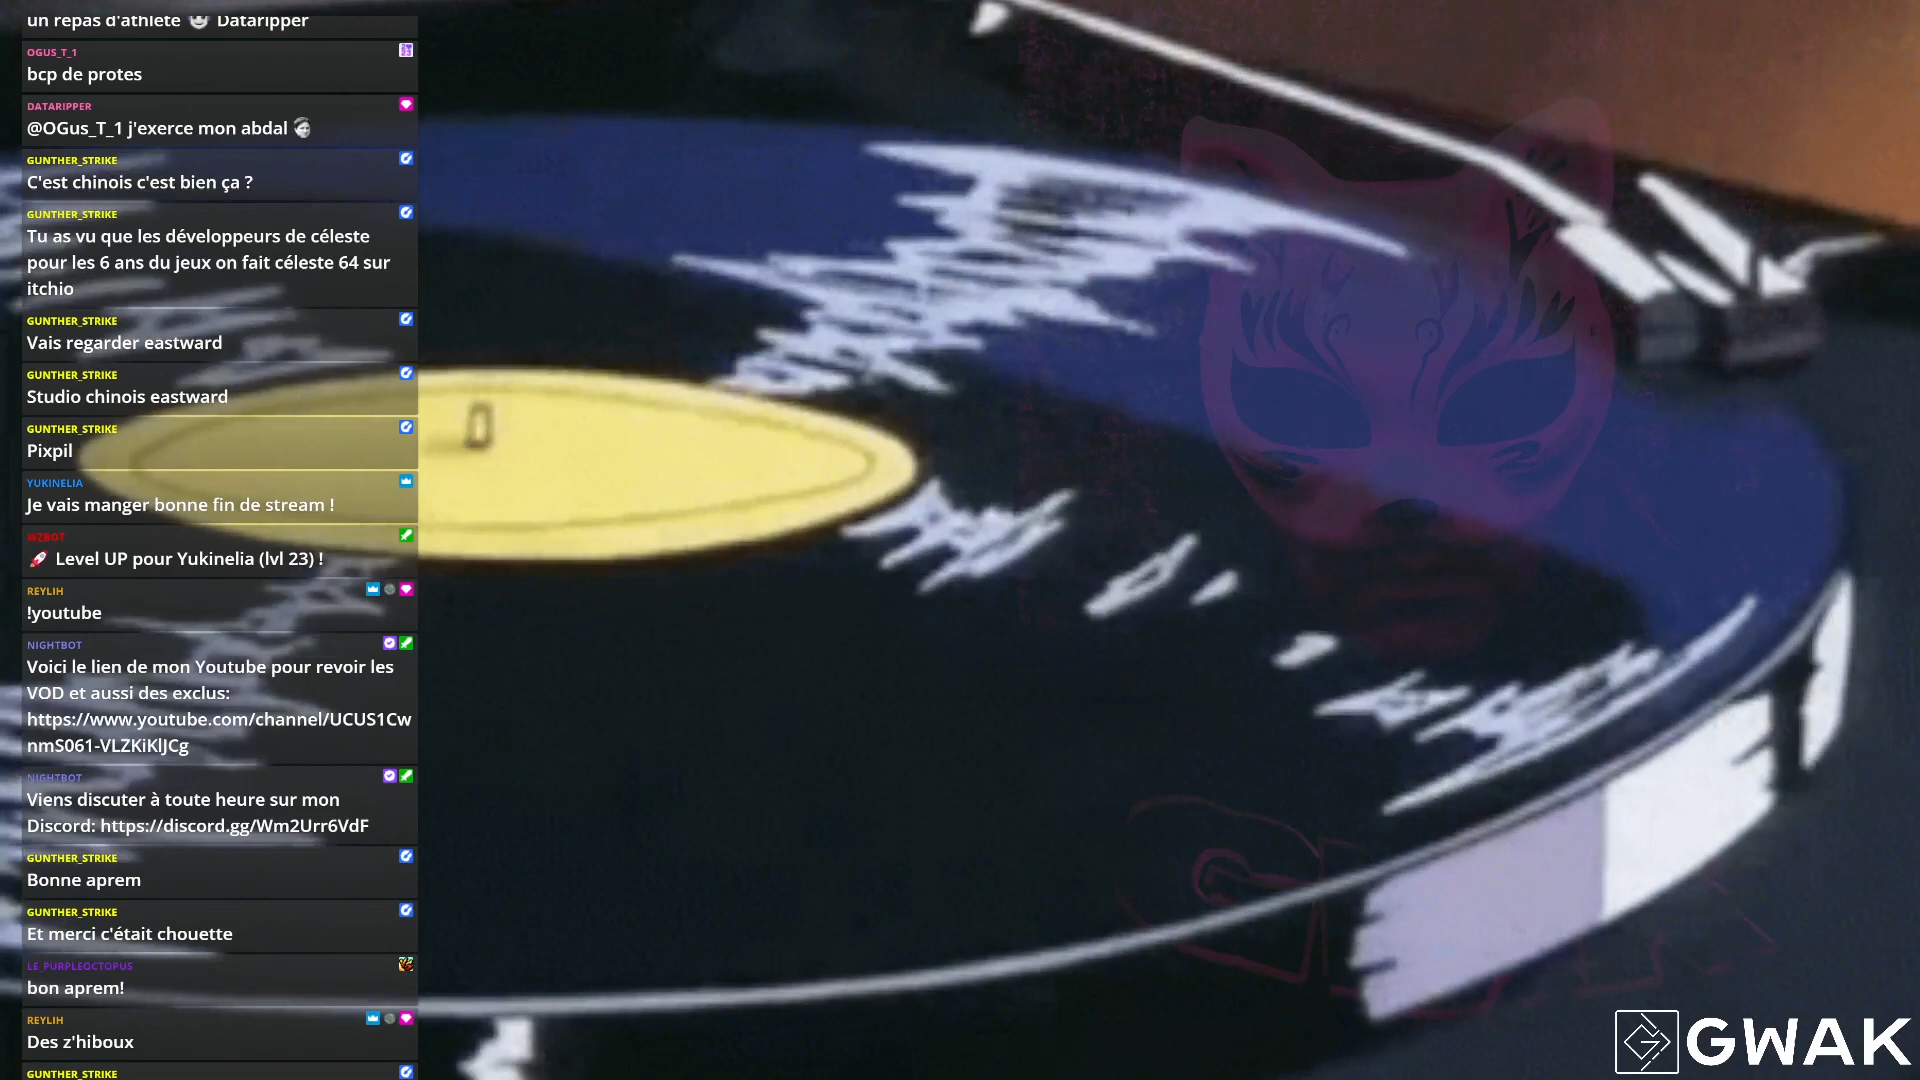 un repas d'athlète Dataripper
OGUS_T_1
bcp de protes
DATARIPPER
@OGus_T_1 j'exerce mon abdal
GUNTHER_STRIKE
C'est chinois c'est bien ça ?
GUNTHER_STRIKE
Tu as vu que les développeurs de céleste
pour les 6 ans du jeux on fait céleste 64 sur
itchio
GUNTHER_STRIKE
Vais regarder eastward
GUNTHER_STRIKE
Studio chinois eastward
GUNTHER_STRIKE
Pixpil
YUKINELIA
Je vais manger bonne fin de stream !
WZBOT
🚀 Level UP pour Yukinelia (lvl 23) !
REYLIH
!youtube
NIGHTBOT
Voici le lien de mon Youtube pour revoir les
VOD et aussi des exclus:
https://www.youtube.com/channel/UCUS1Cw
nmS061-VLZKiKlJCg
NIGHTBOT
Viens discuter à toute heure sur mon
Discord: https://discord.gg/Wm2Urr6VdF
GUNTHER_STRIKE
Bonne aprem
GUNTHER_STRIKE
Et merci c'était chouette
LE_PURPLEOCTOPUS
bon aprem!
REYLIH
Des z'hiboux
GUNTHER_STRIKE
GWAK